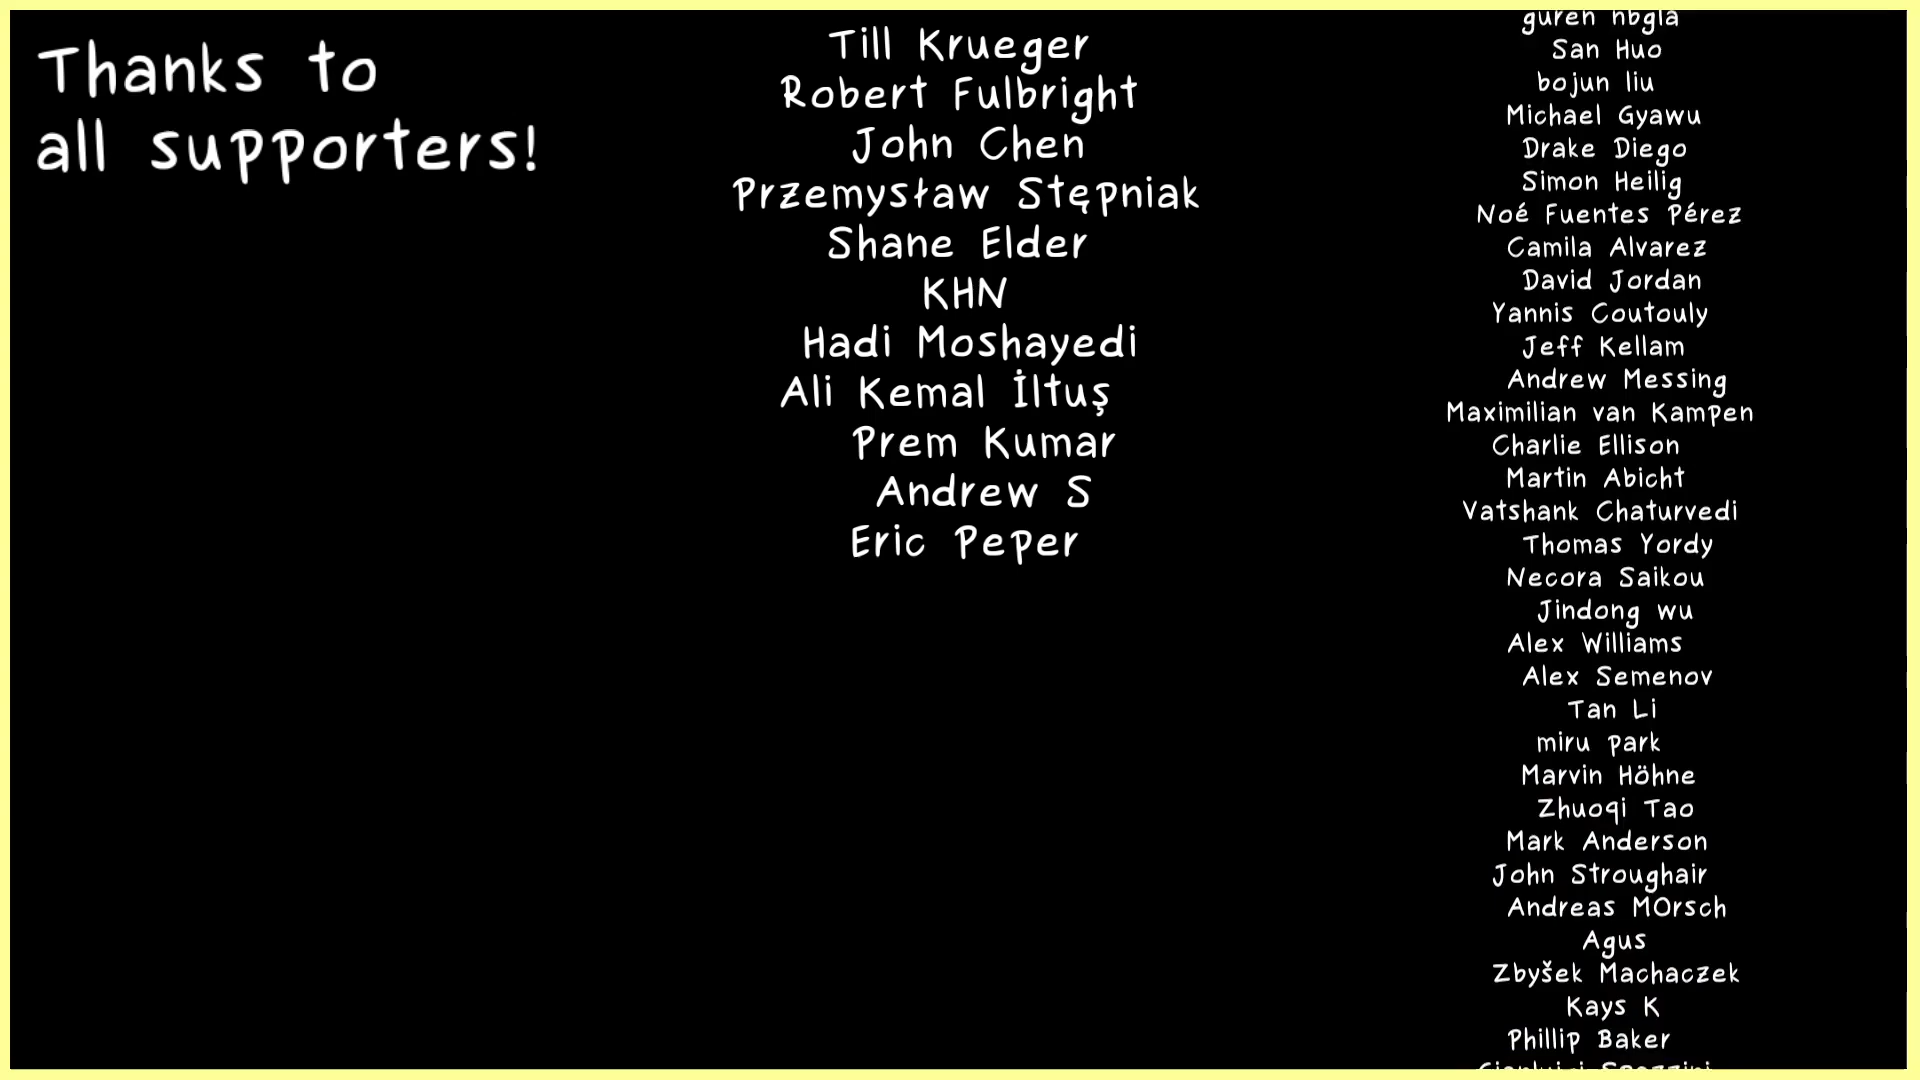 Thanks to
all supporters!
Till Krueger
Robert Fulbright
John Chen
Przemysław Stępniak
Shane Elder
KHN
Hadi Moshayedi
Ali Kemal İltuş
Prem Kumar
Andrew S
Eric Peper
guren hbgla
San Huo
bojun liu
Michael Gyawu
Drake Diego
Simon Heilig
Noé Fuentes Pérez
Camila Alvarez
David Jordan
Yannis Coutouly
Jeff Kellam
Andrew Messing
Maximilian van Kampen
Charlie Ellison
Martin Abicht
Vatshank Chaturvedi
Thomas Yordy
Necora Saikou
Jindong wu
Alex Williams
Alex Semenov
Tan Li
miru park
Marvin Höhne
Zhuoqi Tao
Mark Anderson
John Stroughair
Andreas MOrsch
Agus
Zbyšek Machaczek
Kays K
Phillip Baker